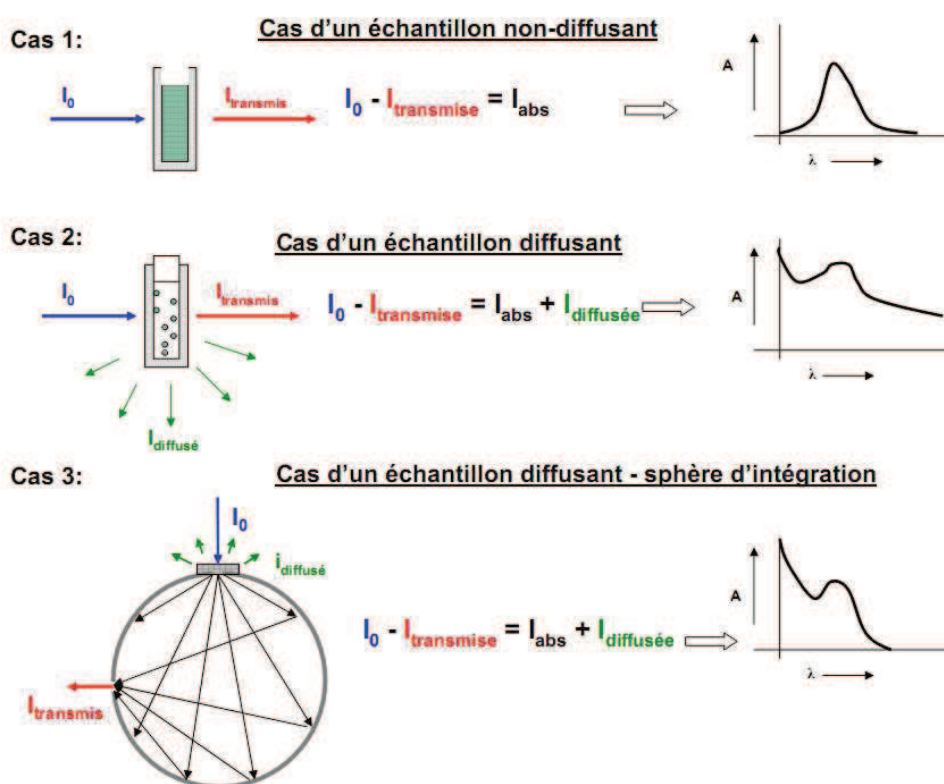 Cas 1:
Cas d'un échantillon non-diffusant
I0
Itransmis
I0 - Itransmise = Iabs
A
λ
Cas 2:
Cas d'un échantillon diffusant
I0
Itransmis
I0 - Itransmise = Iabs + Idiffusée
A
λ
Idiffusé
Cas 3:
Cas d'un échantillon diffusant - sphère d'intégration
I0
idiffusé
I0 - Itransmise = Iabs + Idiffusée
A
λ
Itransmis